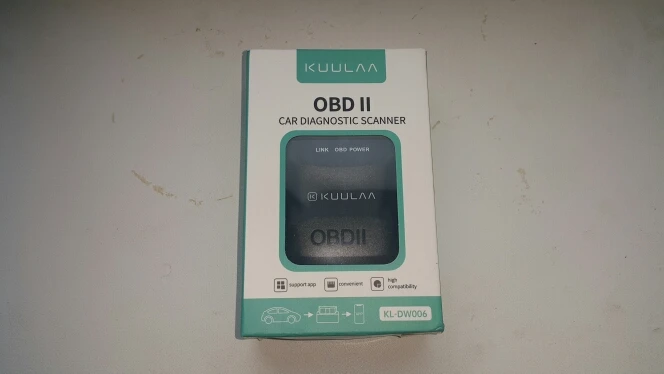 KUULAA
OBD II
CAR DIAGNOSTIC SCANNER
LINK OBD POWER
KUULAA
OBDII
support app convenient high
compatibility
KL-DW006